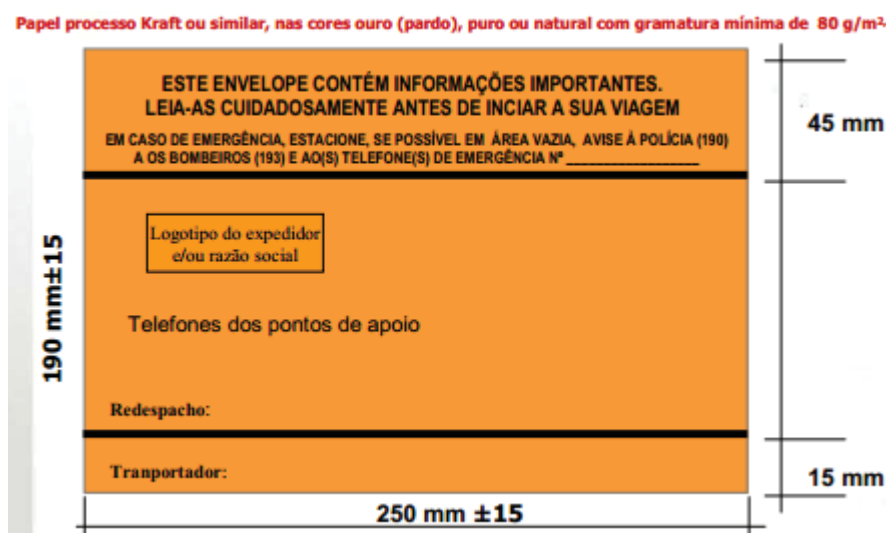 Papel processo Kraft ou similar, nas cores ouro (pardo), puro ou natural com gramatura mínima de 80 g/m².
ESTE ENVELOPE CONTÉM INFORMAÇÕES IMPORTANTES.
LEIA-AS CUIDADOSAMENTE ANTES DE INCIAR A SUA VIAGEM
EM CASO DE EMERGÊNCIA, ESTACIONE, SE POSSÍVEL EM ÁREA VAZIA, AVISE À POLÍCIA (190)
A OS BOMBEIROS (193) E AO(S) TELEFONE(S) DE EMERGÊNCIA Nº ____________________
45 mm
Logotipo do expedidor
e/ou razão social
190 mm±15
Telefones dos pontos de apoio
Redespacho:
Tranportador:
15 mm
250 mm ±15